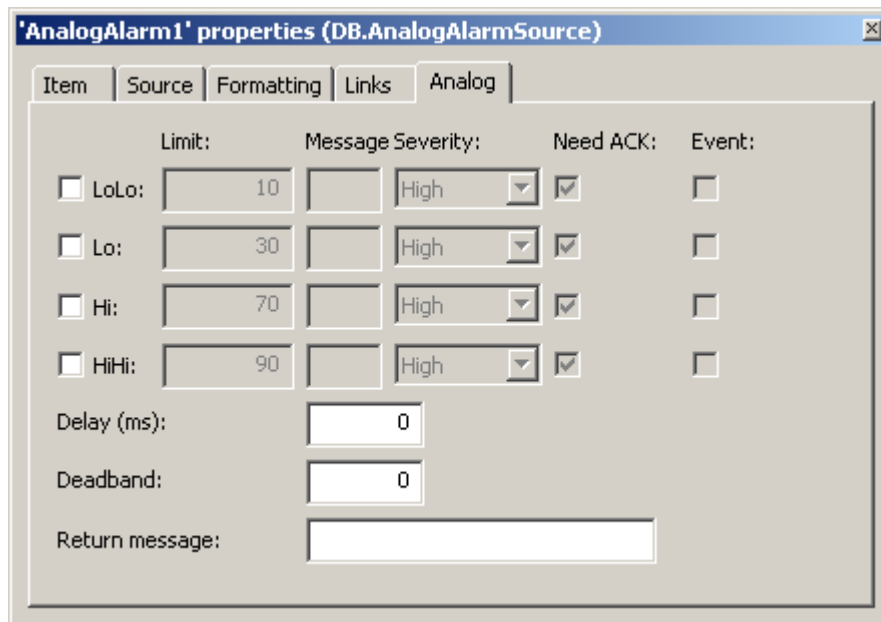 'AnalogAlarm1' properties (DB.AnalogAlarmSource)
Item Source Formatting Links Analog
Limit: Message Severity: Need ACK: Event:
LoLo: 10 High
Lo: 30 High
Hi: 70 High
HiHi: 90 High
Delay (ms): 0
Deadband: 0
Return message: